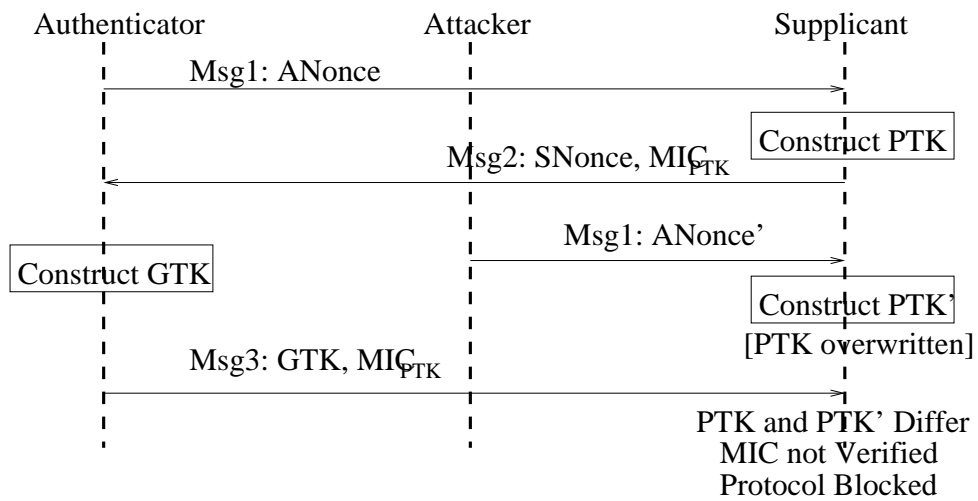 Authenticator Attacker Supplicant
Msg1: ANonce
Construct PTK
Msg2: SNonce, MIC_PTK
Msg1: ANonce’
Construct GTK
Construct PTK’
[PTK overwritten]
Msg3: GTK, MIC_PTK
PTK and PTK’ Differ
MIC not Verified
Protocol Blocked